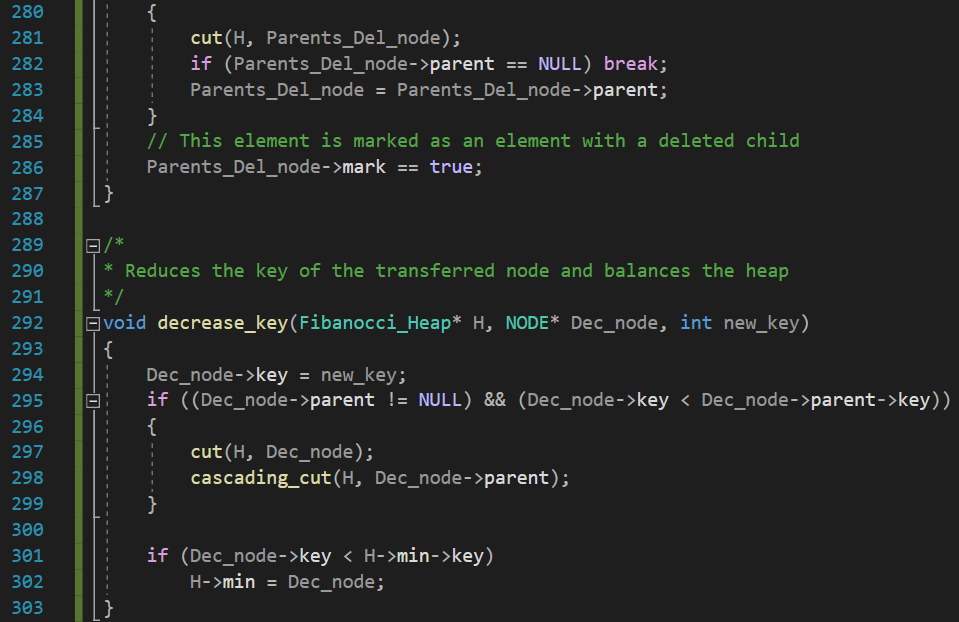 280 {
281 cut(H, Parents_Del_node);
282 if (Parents_Del_node->parent == NULL) break;
283 Parents_Del_node = Parents_Del_node->parent;
284 }
285 // This element is marked as an element with a deleted child
286 Parents_Del_node->mark == true;
287 }
288
289 /*
290 * Reduces the key of the transferred node and balances the heap
291 */
292 void decrease_key(Fibanocci_Heap* H, NODE* Dec_node, int new_key)
293 {
294 Dec_node->key = new_key;
295 if ((Dec_node->parent != NULL) && (Dec_node->key < Dec_node->parent->key))
296 {
297 cut(H, Dec_node);
298 cascading_cut(H, Dec_node->parent);
299 }
300
301 if (Dec_node->key < H->min->key)
302 H->min = Dec_node;
303 }